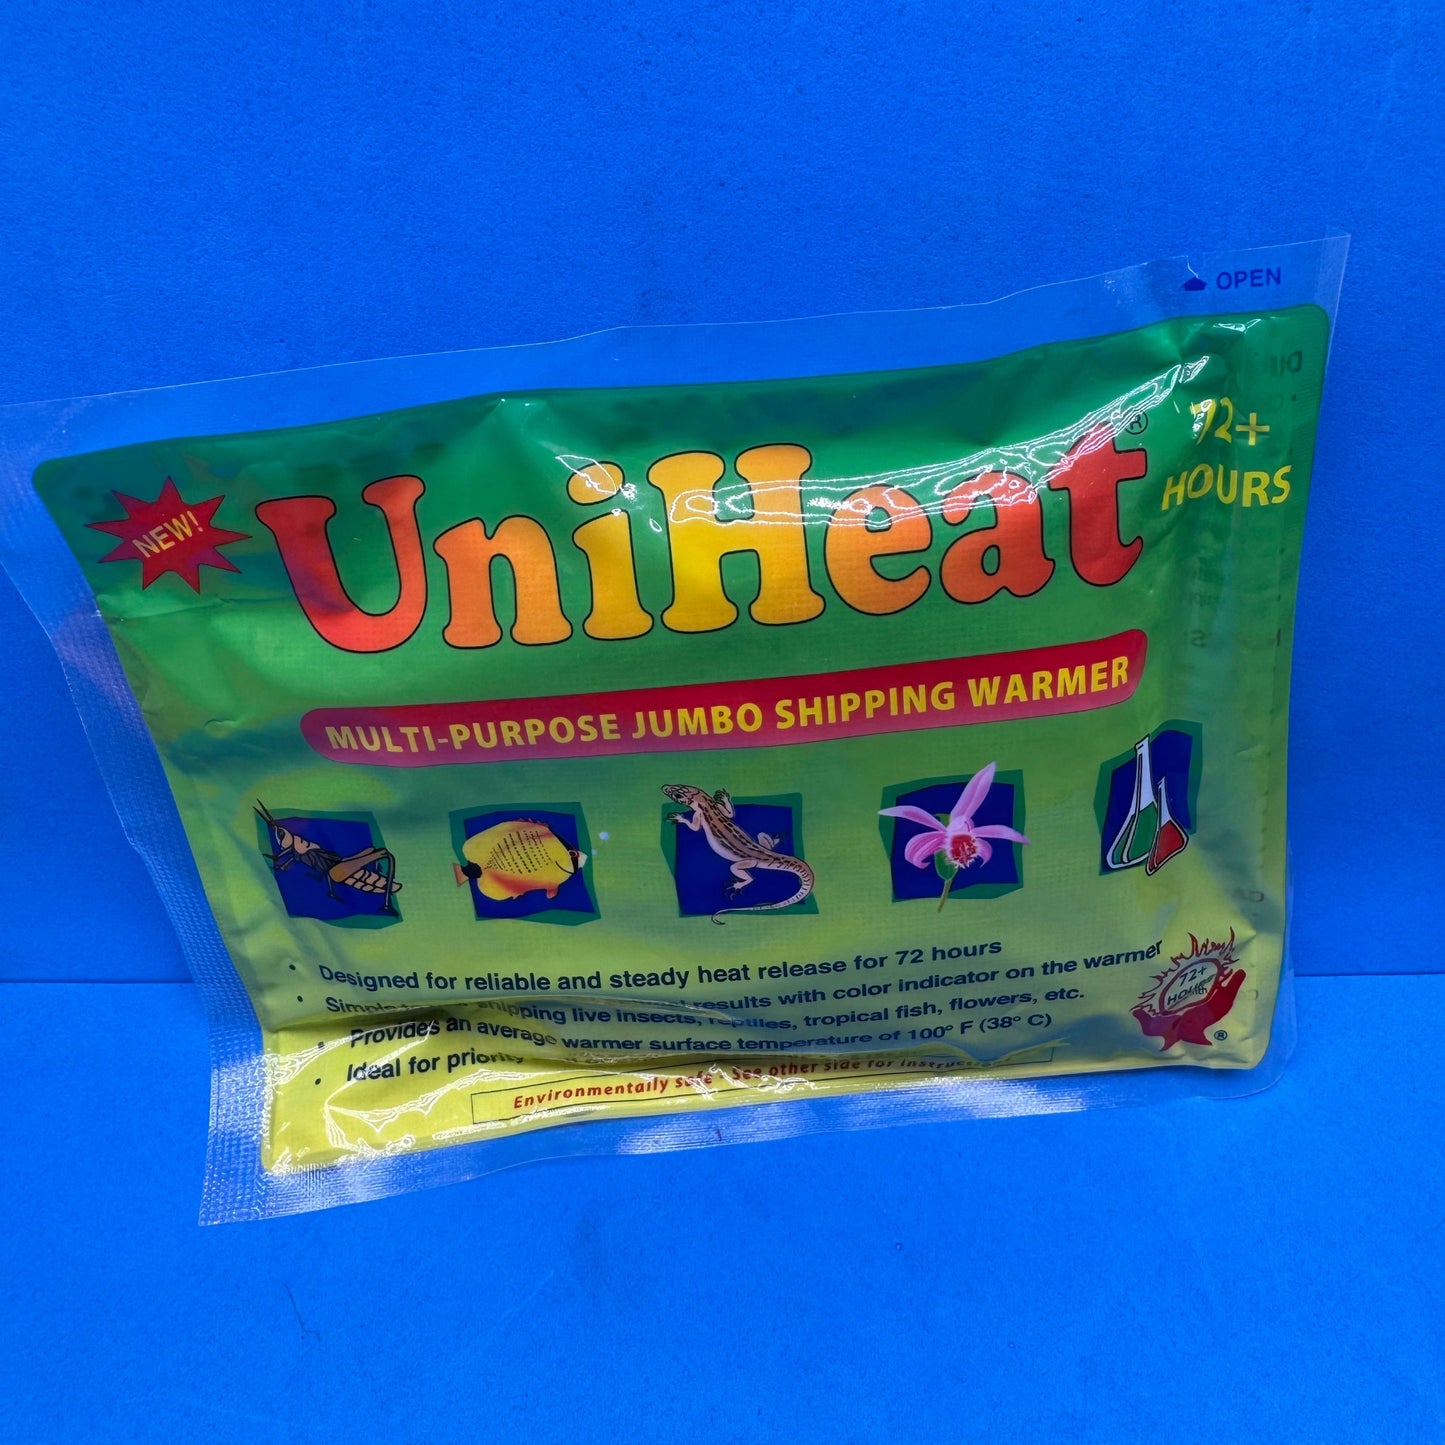 OPEN
72+
HOURS
NEW!
UniHeat®
MULTI-PURPOSE JUMBO SHIPPING WARMER
• Designed for reliable and steady heat release for 72 hours
• results with color indicator on the warmer
• Provides an average warmer surface temperature of 100° F (38° C)
shipping live insects, reptiles, tropical fish, flowers, etc.
• Ideal for priority
Environmentally safe • See other side for
72+
®